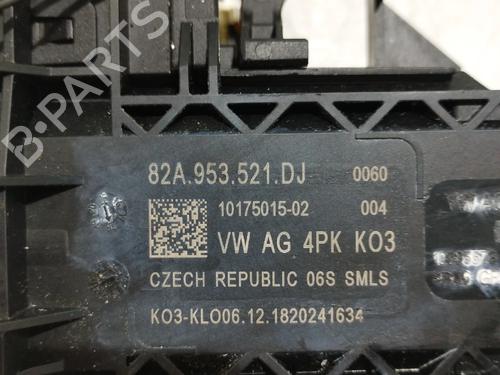 B-PARTS
82A.953.521.DJ 0060
10175015-02 004
VW AG 4PK KO3
CZECH REPUBLIC 06S SMLS
KO3-KLO06.12.1820241634